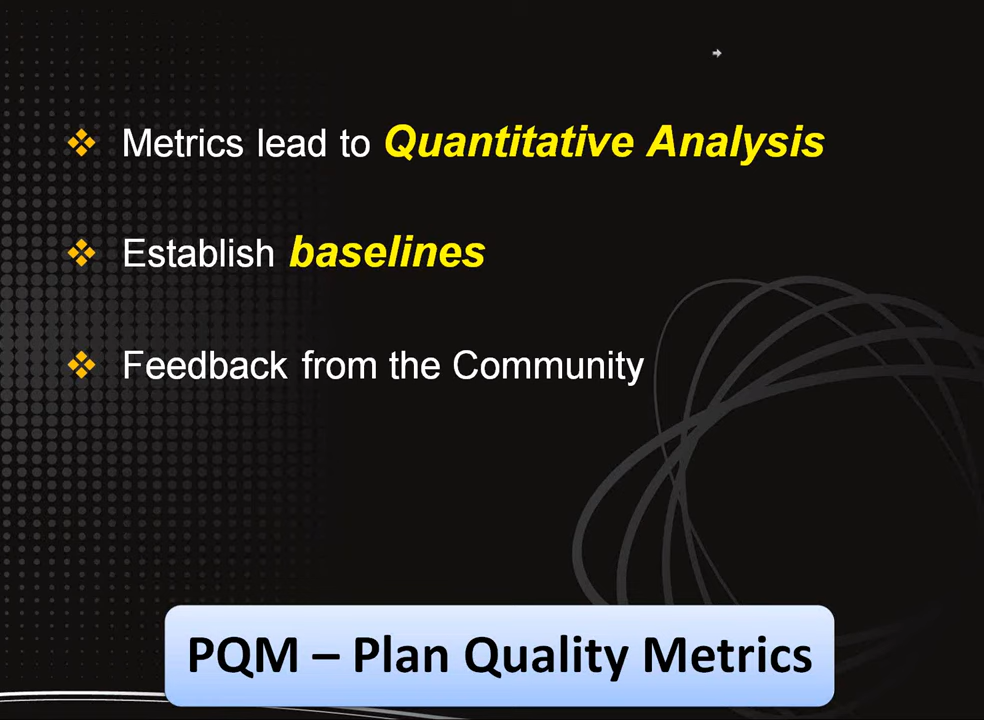 Metrics lead to Quantitative Analysis
Establish baselines
Feedback from the Community
PQM – Plan Quality Metrics